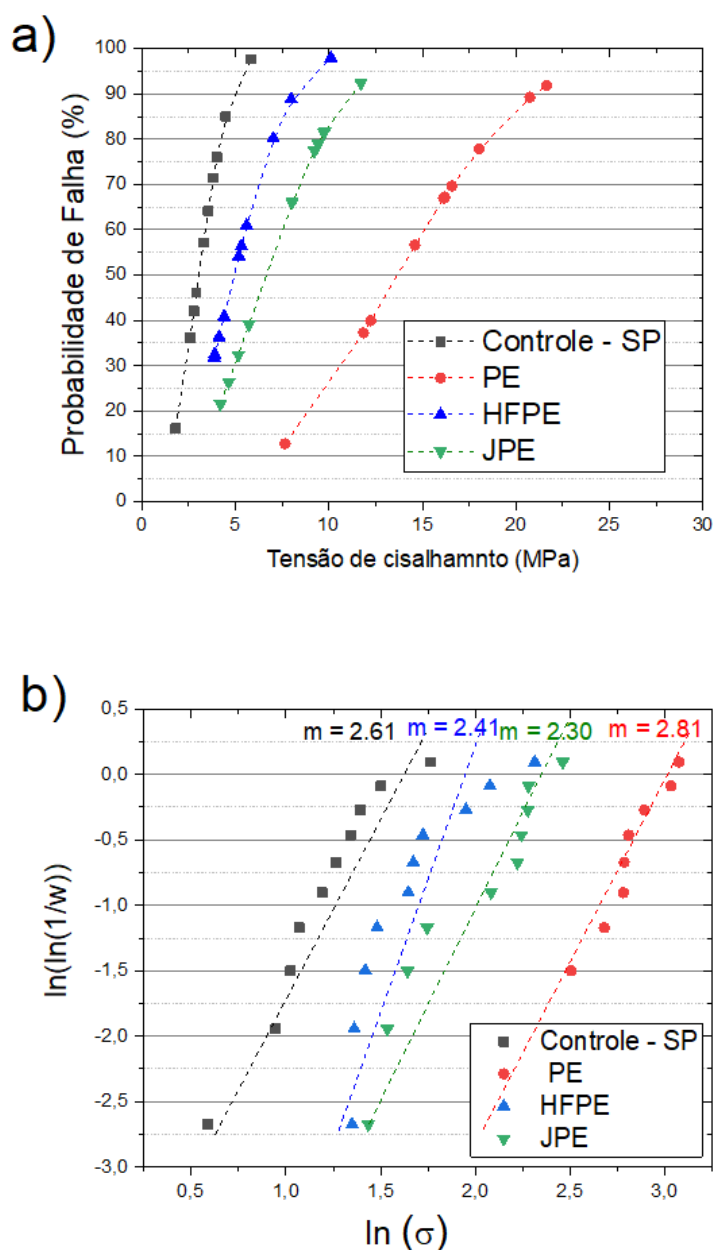 a)
100
90
80
70
60
50
40
30
20
10
0
Probabilidade de Falha (%)
Controle - SP
PE
HFPE
JPE
0 5 10 15 20 25 30
Tensão de cisalhamnto (MPa)
b)
0,5
0,0
-0,5
-1,0
-1,5
-2,0
-2,5
-3,0
ln(ln(1/w))
m = 2.61 m = 2.41 m = 2.30 m = 2.81
Controle - SP
PE
HFPE
JPE
0,5 1,0 1,5 2,0 2,5 3,0
ln (σ)